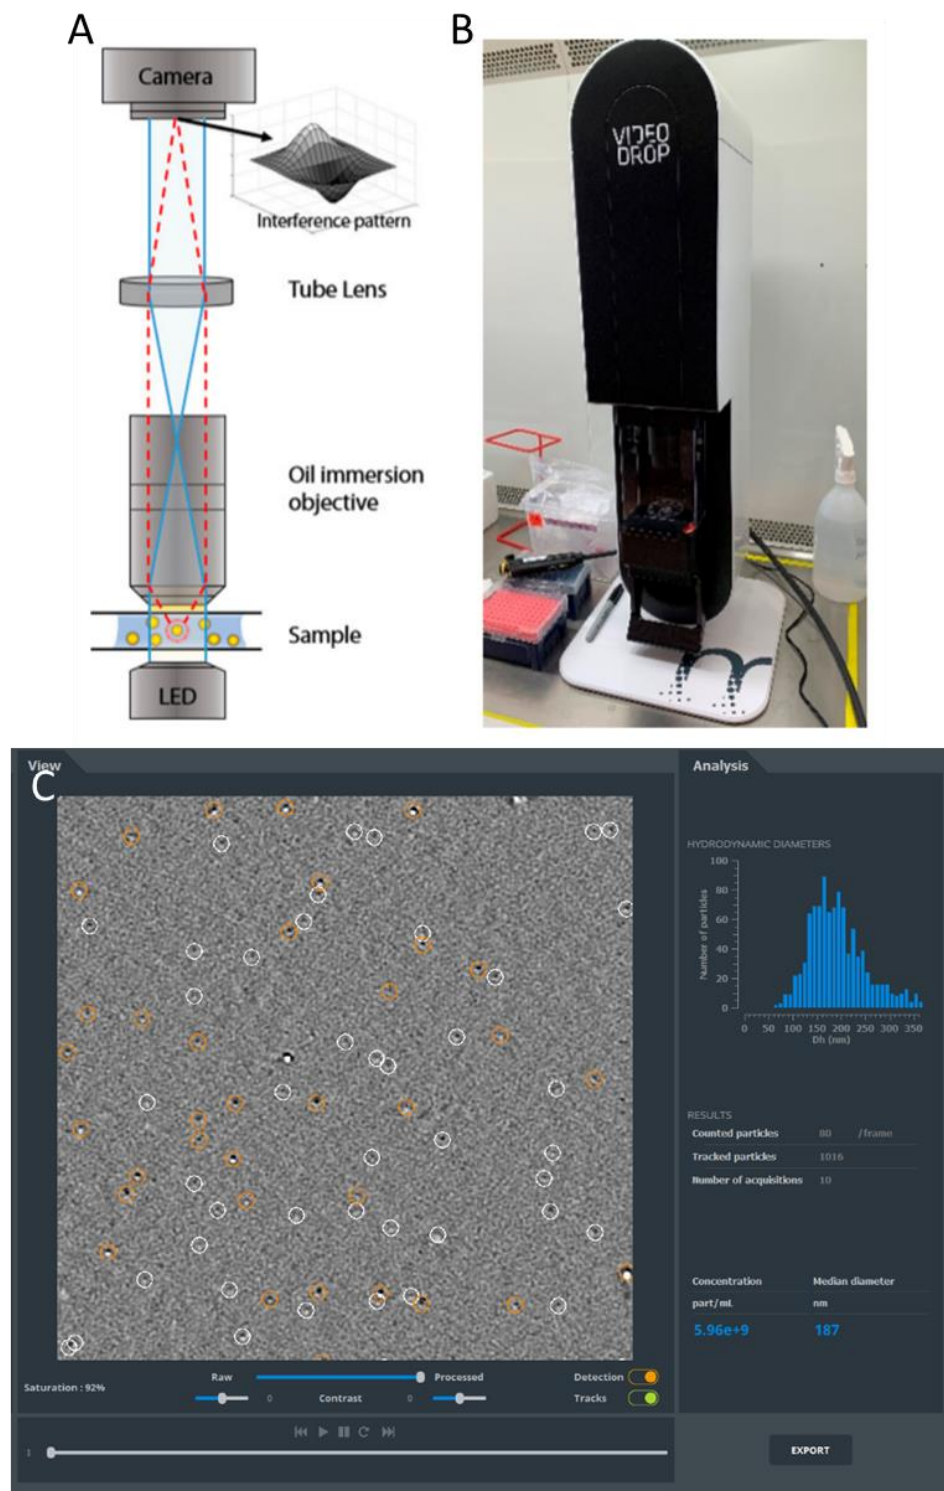 A
Camera
Interference pattern
Tube Lens
Oil immersion
objective
Sample
LED
B
VIDEO
DROP
C
View
Saturation : 92%
Raw
Processed
0
Contrast
0
Detection
Tracks
1
Analysis
HYDRODYNAMIC DIAMETERS
Number of particles
100
80
60
40
20
0
0 50 100 150 200 250 300 350
Dh (nm)
RESULTS
Counted particles 80 /frame
Tracked particles 1016
Number of acquisitions 10
Concentration Median diameter
part/mL nm
5.96e+9 187
EXPORT